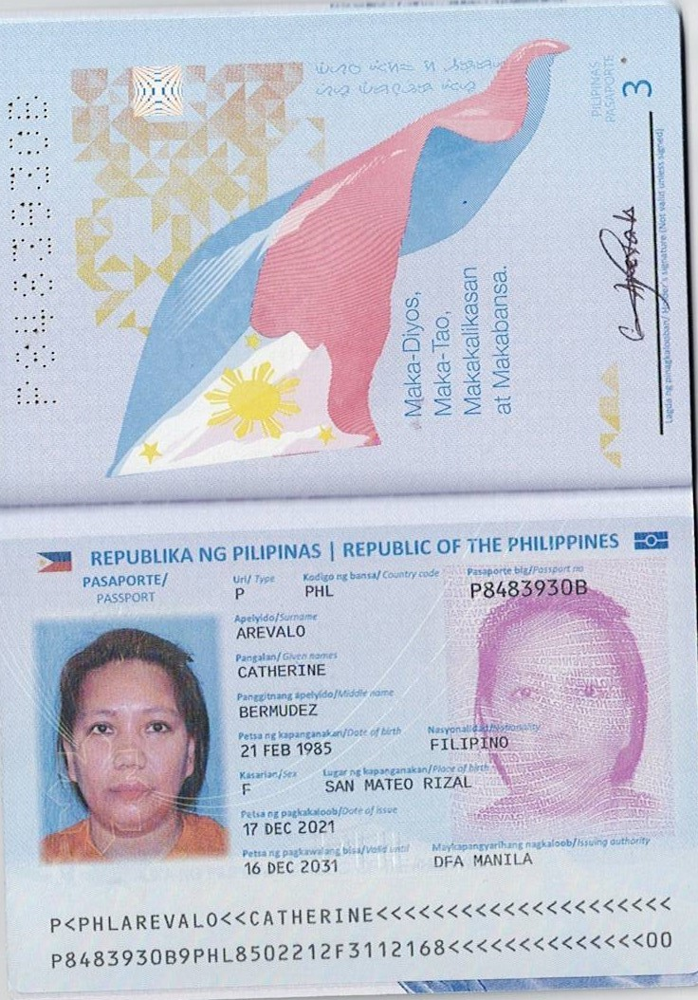 P8483930B
PILIPINAS
PASAPORTE
3
Maka-Diyos,
Maka-Tao,
Makakalikasan
at Makabansa.
Lagda ng pinagkalooban/ Holder's signature (Not valid unless signed)
REPUBLIKA NG PILIPINAS | REPUBLIC OF THE PHILIPPINES
PASAPORTE/
PASSPORT
Uri/ Type Kodigo ng bansa/ Country code Pasaporte blg/Passport no
P PHL P8483930B
Apelyido/Surname
AREVALO
Pangalan/ Given names
CATHERINE
Panggitnang apelyido/Middle name
BERMUDEZ
Petsa ng kapanganakan/Date of birth Nasyonalidad/Nationality
21 FEB 1985 FILIPINO
Kasarian/Sex Lugar ng kapanganakan/Place of birth
F SAN MATEO RIZAL
Petsa ng pagkakaloob/Date of issue
17 DEC 2021
Petsa ng pagkawalang bisa/Valid until Maykapangyarihang nagkaloob/Issuing authority
16 DEC 2031 DFA MANILA
P<PHLAREVALO<<CATHERINE<<<<<<<<<<<<<<<<<<<<<
P8483930B9PHL8502212F3112168<<<<<<<<<<<<<<00